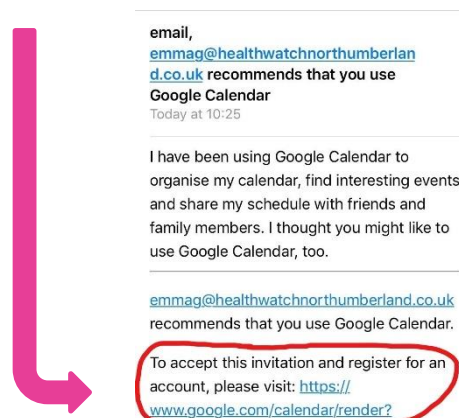 email,
emmag@healthwatchnorthumberlan
d.co.uk recommends that you use
Google Calendar
Today at 10:25
I have been using Google Calendar to
organise my calendar, find interesting events
and share my schedule with friends and
family members. I thought you might like to
use Google Calendar, too.
emmag@healthwatchnorthumberland.co.uk
recommends that you use Google Calendar.
To accept this invitation and register for an
account, please visit: https://
www.google.com/calendar/render?